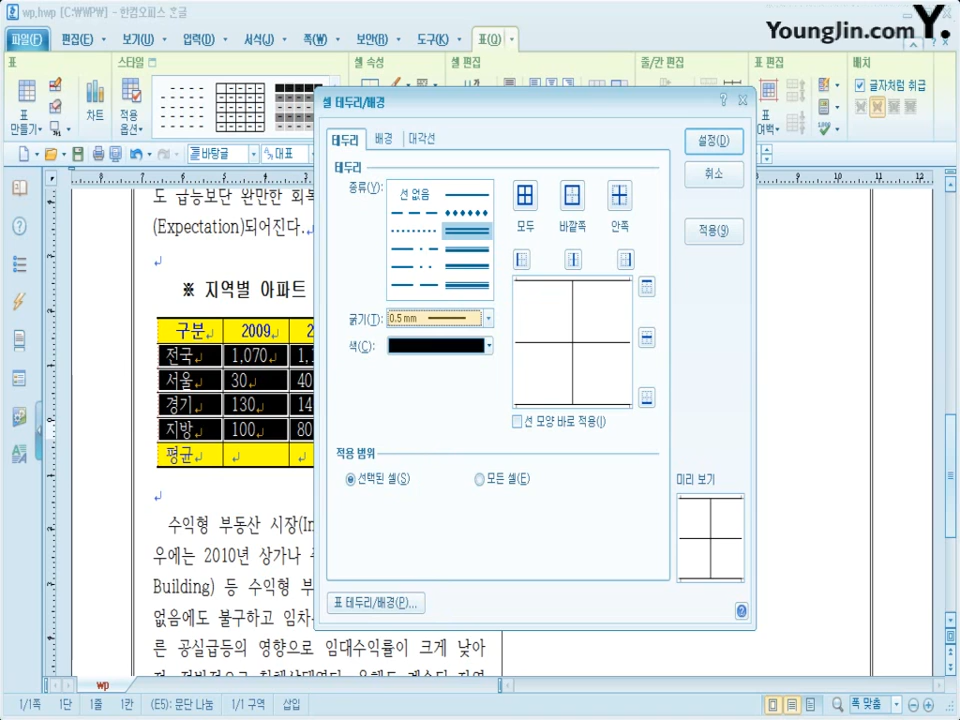 wp.hwp [C:₩WPW] - 한컴오피스 한글
YoungJin.com Y.
파일(F) 편집(E) 보기(U) 입력(D) 서식(J) 쪽(W) 보안(R) 도구(K) 표(Q)
표 스타일 셀 속성 셀 편집 줄/칸 편집 표 편집 배치
글자처럼 취급
표 만들기 적용 옵션 차트 표 여백
바탕글 대표
셀 테두리/배경
테두리 배경 대각선
테두리
종류(Y):
선 없음
모두 바깥쪽 안쪽
굵기(T): 0.5 mm
색(C):
선 모양 바로 적용(I)
적용 범위
선택된 셀(S) 모든 셀(E)
표 테두리/배경(P)...
설정(D)
취소
적용(9)
미리 보기
도 급등보단 완만한 회복
(Expectation)되어진다.
※ 지역별 아파트
구분 2009 2
전국 1,070 1,
서울 30 40
경기 130 14
지방 100 80
평균
수익형 부동산 시장(In
우에는 2010년 상가나
Building) 등 수익형 부
없음에도 불구하고 임차
른 공실급등의 영향으로 임대수익률이 크게 낮아
wp
1/1쪽 1단 1줄 1칸 (E5): 문단 나눔 1/1 구역 삽입 폭 맞춤